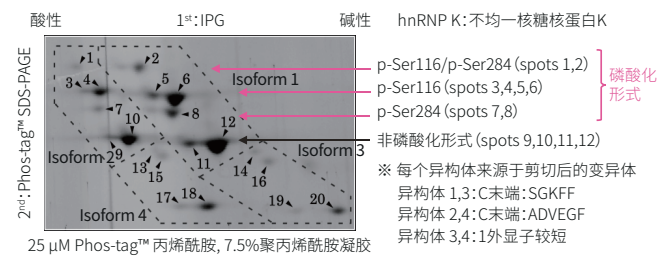 酸性 1st:IPG 碱性 hnRNP K:不均一核糖核蛋白K
2nd:Phos-tag™ SDS-PAGE
1 2
3 4 5 6
7 8
10 12
9 11
13 14
15 16
17 18
19 20
Isoform 1
Isoform 2
Isoform 3
Isoform 4
p-Ser116/p-Ser284 (spots 1,2)
p-Ser116 (spots 3,4,5,6)
p-Ser284 (spots 7,8)
磷酸化
形式
非磷酸化形式 (spots 9,10,11,12)
※ 每个异构体来源于剪切后的变异体
异构体 1,3:C末端:SGKFF
异构体 2,4:C末端:ADVEGF
异构体 3,4:1外显子较短
25 μM Phos-tag™ 丙烯酰胺, 7.5%聚丙烯酰胺凝胶